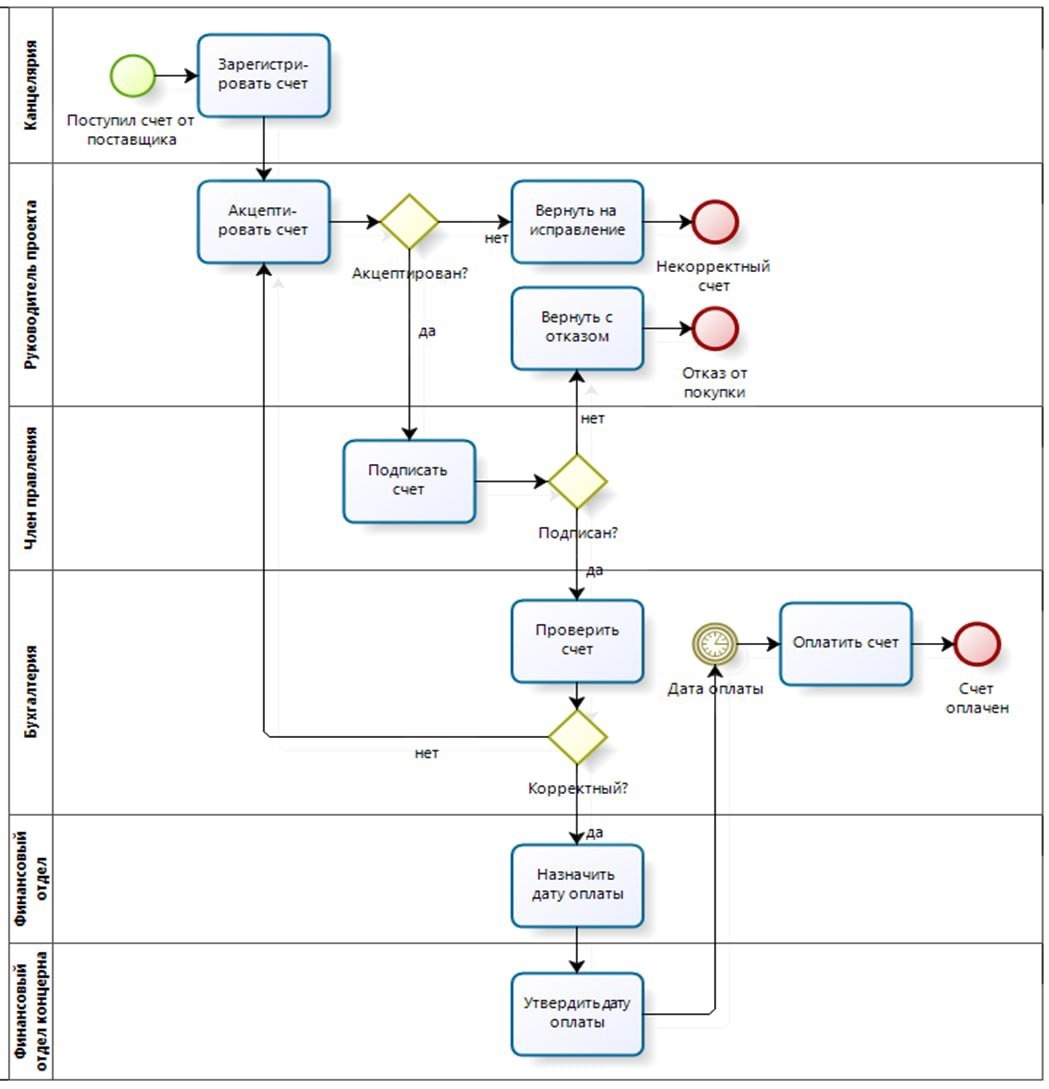 Канцелярия
Поступил счет от
поставщика
Зарегистри-
ровать счет
Руководитель проекта
Акцепти-
ровать счет
Акцептирован?
нет
да
Вернуть на
исправление
Некорректный
счет
Вернуть с
отказом
Отказ от
покупки
Член правления
Подписать
счет
нет
Подписан?
да
Бухгалтерия
Проверить
счет
Дата оплаты
Оплатить счет
Счет
оплачен
нет
Корректный?
да
Финансовый
отдел
Назначить
дату оплаты
Финансовый
отдел концерна
Утвердить дату
оплаты